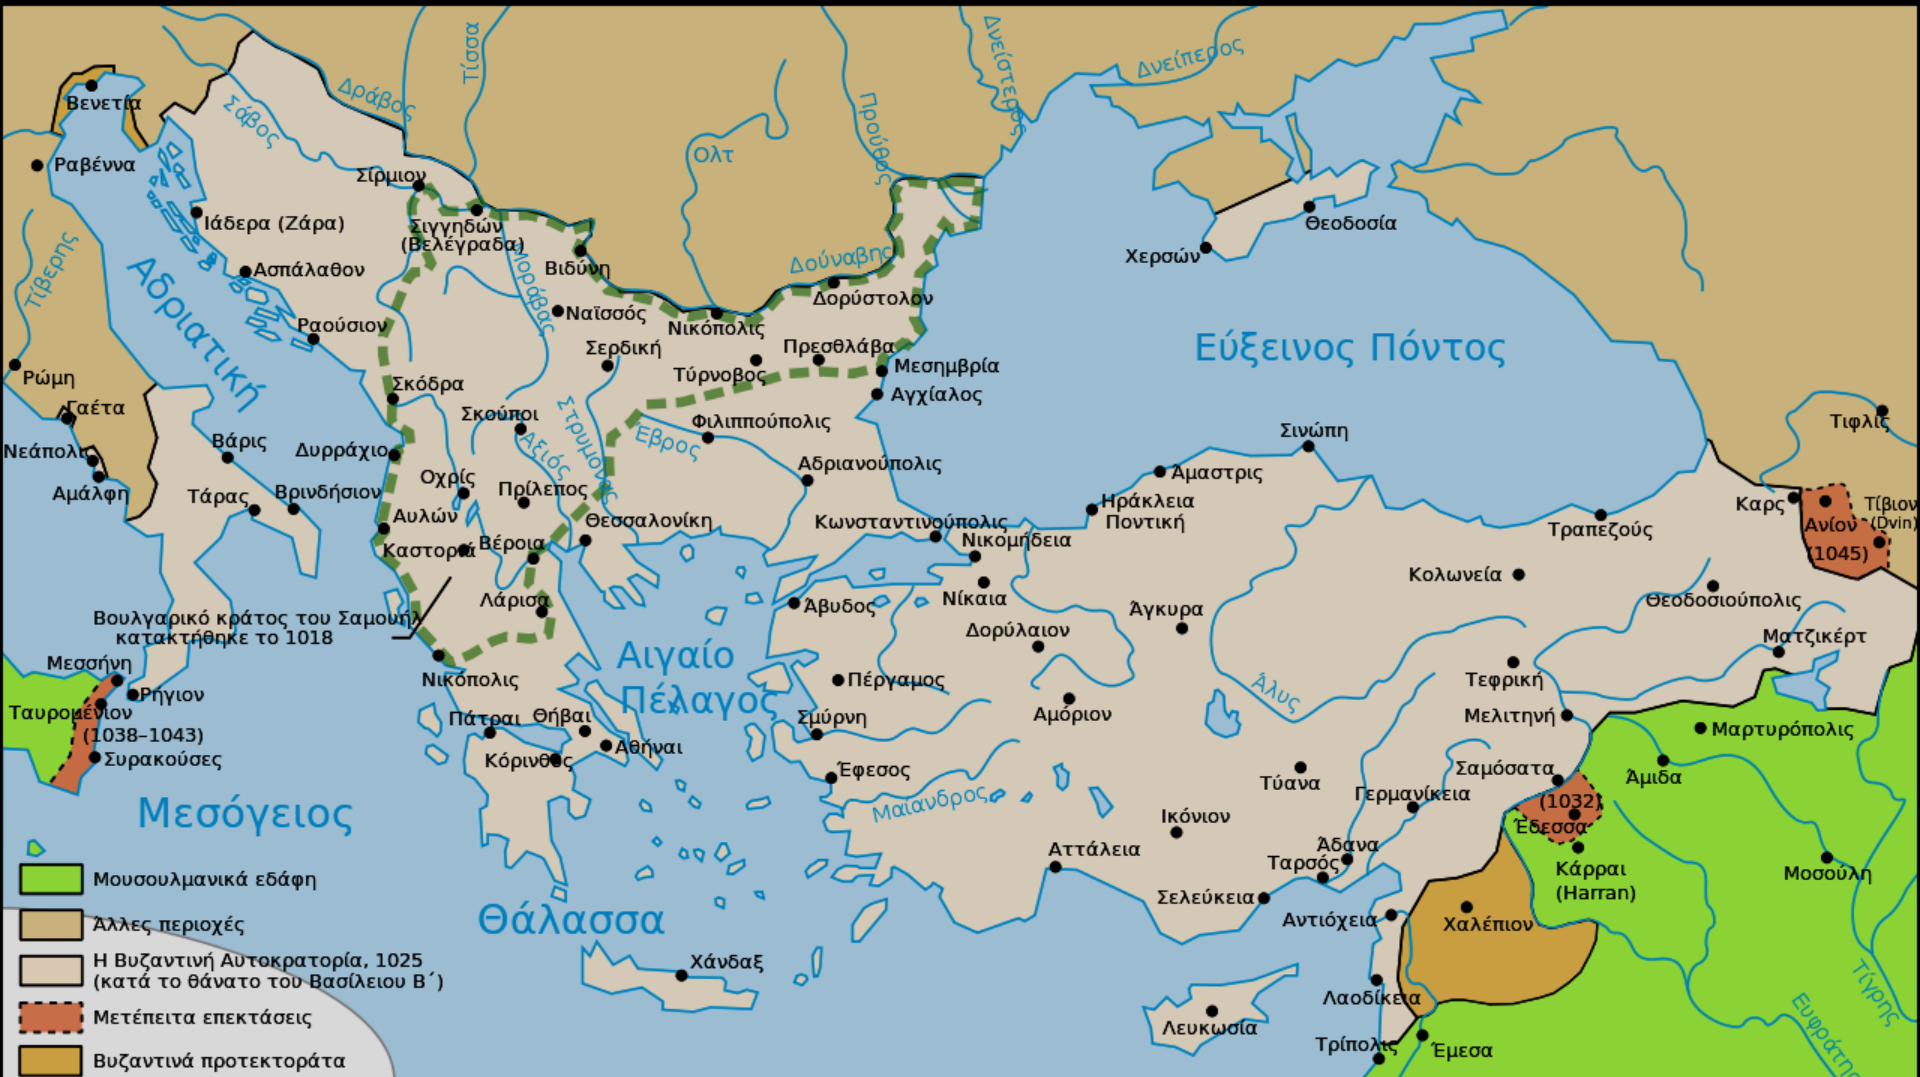 Τίσσα
Δνείστερος
Δνείπερος
Δράβος
Σάβος
Προύθος
Βενετία
Ραβέννα
Ολτ
Σίρμιον
Ιάδερα (Ζάρα)
Σιγγηδών
(Βελέγραδα)
Θεοδοσία
Χερσών
Τίβερης
Ασπάλαθον
Μοράβας
Βιδύνη
Δούναβης
Δορύστολον
Αδριατική
Ραούσιον
Ναϊσσός
Νικόπολις
Σερδική
Πρεσθλάβα
Τύρνοβος
Μεσημβρία
Αγχίαλος
Εύξεινος Πόντος
Ρώμη
Γαέτα
Σκόδρα
Σκούποι
Στρυμόνας
Φιλιππούπολις
Έβρος
Τιφλίς
Νεάπολις
Βάρις
Δυρράχιο
Αξιός
Αδριανούπολις
Σινώπη
Άμαστρις
Αμάλφη
Τάρας
Βρινδήσιον
Οχρίς
Πρίλεπος
Ηράκλεια
Ποντική
Αυλών
Θεσσαλονίκη
Κωνσταντινούπολις
Νικομήδεια
Τραπεζούς
Καρς
Ανίον
(1045)
Τίβιον
(Dvin)
Καστοριά
Βέροια
Κολωνεία
Λάρισα
Άβυδος
Νίκαια
Άγκυρα
Θεοδοσιούπολις
Βουλγαρικό κράτος του Σαμουήλ
κατακτήθηκε το 1018
Δορύλαιον
Ματζικέρτ
Αιγαίο
Πέλαγος
Μεσσήνη
Ρήγιον
Νικόπολις
Πέργαμος
Άλυς
Τεφρική
Ταυρομένιον
(1038–1043)
Πάτραι
Θήβαι
Σμύρνη
Αμόριον
Μελιτηνή
Μαρτυρόπολις
Συρακούσες
Κόρινθος
Αθήναι
Έφεσος
Τύανα
Σαμόσατα
Άμιδα
Μεσόγειος
Μαίανδρος
Ικόνιον
Γερμανίκεια
(1032)
Έδεσσα
Αττάλεια
Άδανα
Ταρσός
Κάρραι
(Harran)
Μοσούλη
Θάλασσα
Σελεύκεια
Αντιόχεια
Χαλέπιον
Χάνδαξ
Λαοδίκεια
Τίγρης
Λευκωσία
Τρίπολις
Έμεσα
Ευφράτης
Μουσουλμανικά εδάφη
Άλλες περιοχές
Η Βυζαντινή Αυτοκρατορία, 1025
(κατά το θάνατο του Βασίλειου Β΄)
Μετέπειτα επεκτάσεις
Βυζαντινά προτεκτοράτα